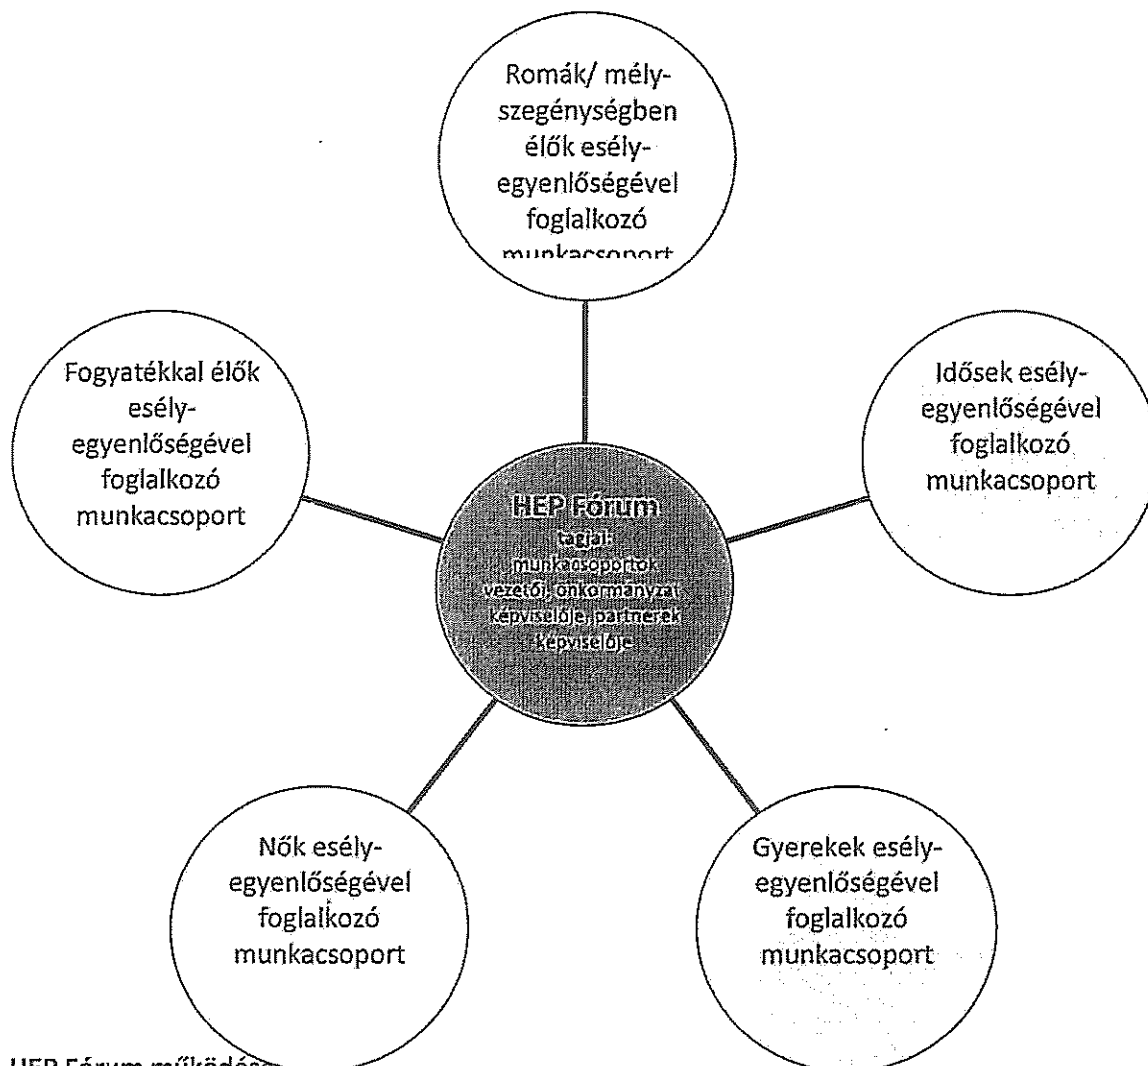 Romák/ mély-
szegénységben
élők esély-
egyenlőségével
foglalkozó
munkacsoport
Fogyatékkal élők
esély-
egyenlőségével
foglalkozó
munkacsoport
Idősek esély-
egyenlőségével
foglalkozó
munkacsoport
HEP Fórum
tagjai:
munkacsoportok
vezetői, önkormányzat
képviselője, partnerek
képviselője
Nők esély-
egyenlőségével
foglalkozó
munkacsoport
Gyerekek esély-
egyenlőségével
foglalkozó
munkacsoport
HEP Fórum működése